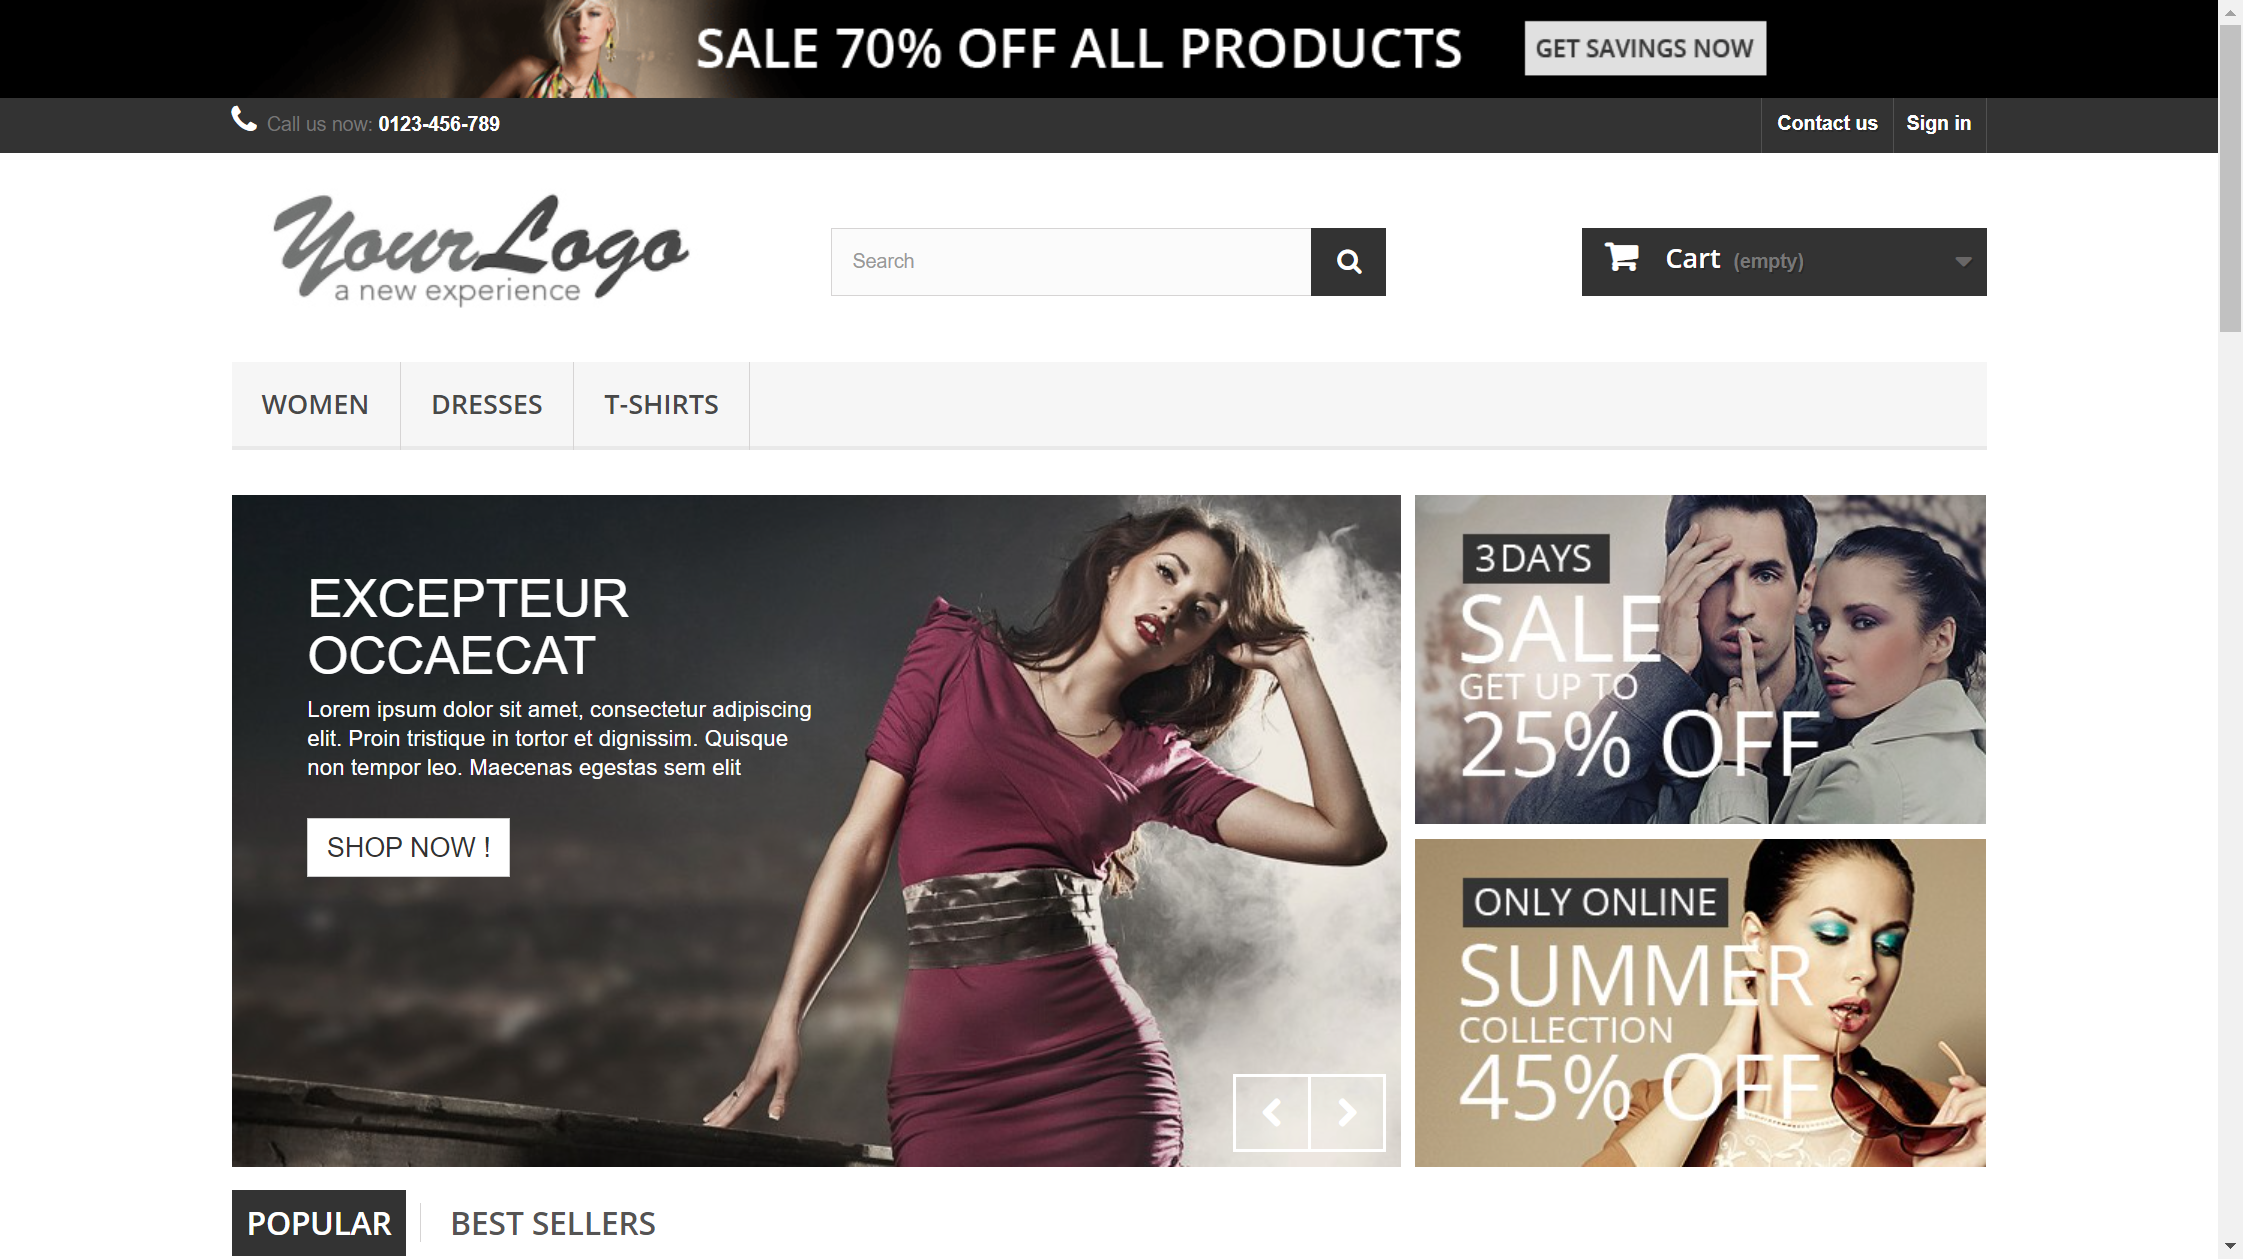 SALE 70% OFF ALL PRODUCTS
GET SAVINGS NOW
Call us now: 0123-456-789
Contact us
Sign in
YourLogo
a new experience
Search
Cart (empty)
WOMEN
DRESSES
T-SHIRTS
EXCEPTEUR
OCCAECAT
Lorem ipsum dolor sit amet, consectetur adipiscing
elit. Proin tristique in tortor et dignissim. Quisque
non tempor leo. Maecenas egestas sem elit
SHOP NOW !
3 DAYS
SALE
GET UP TO
25% OFF
ONLY ONLINE
SUMMER
COLLECTION
45% OFF
POPULAR
BEST SELLERS